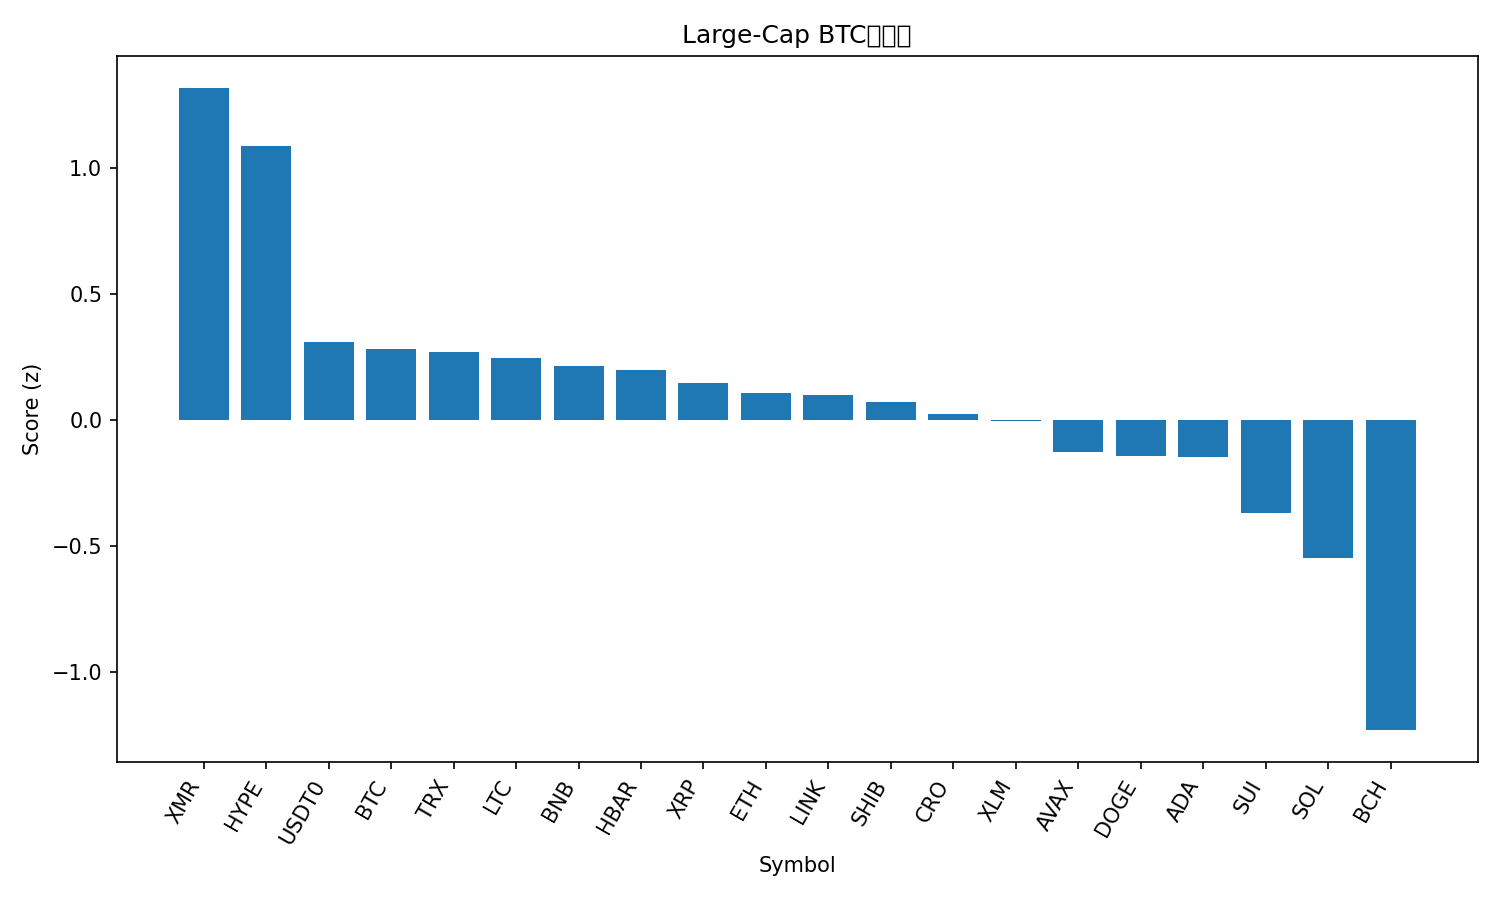 Large-Cap BTC
1.0
0.5
0.0
−0.5
−1.0
Score (z)
XMR
HYPE
USDT0
BTC
TRX
LTC
BNB
HBAR
XRP
ETH
LINK
SHIB
CRO
XLM
AVAX
DOGE
ADA
SUI
SOL
BCH
Symbol